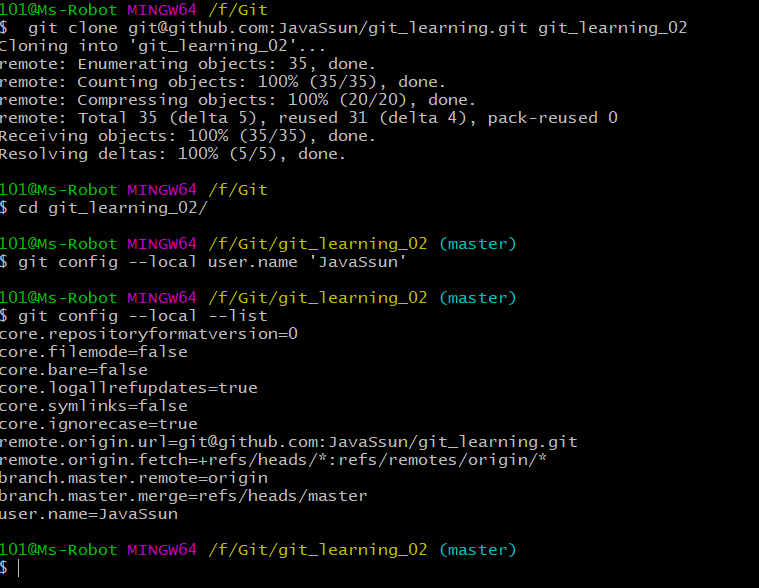 101@Ms-Robot MINGW64 /f/Git
$  git clone git@github.com:JavaSsun/git_learning.git git_learning_02
Cloning into 'git_learning_02'...
remote: Enumerating objects: 35, done.
remote: Counting objects: 100% (35/35), done.
remote: Compressing objects: 100% (20/20), done.
remote: Total 35 (delta 5), reused 31 (delta 4), pack-reused 0
Receiving objects: 100% (35/35), done.
Resolving deltas: 100% (5/5), done.
101@Ms-Robot MINGW64 /f/Git
$ cd git_learning_02/
101@Ms-Robot MINGW64 /f/Git/git_learning_02 (master)
$ git config --local user.name 'JavaSsun'
101@Ms-Robot MINGW64 /f/Git/git_learning_02 (master)
$ git config --local --list
core.repositoryformatversion=0
core.filemode=false
core.bare=false
core.logallrefupdates=true
core.symlinks=false
core.ignorecase=true
remote.origin.url=git@github.com:JavaSsun/git_learning.git
remote.origin.fetch=+refs/heads/*:refs/remotes/origin/*
branch.master.remote=origin
branch.master.merge=refs/heads/master
user.name=JavaSsun
101@Ms-Robot MINGW64 /f/Git/git_learning_02 (master)
$